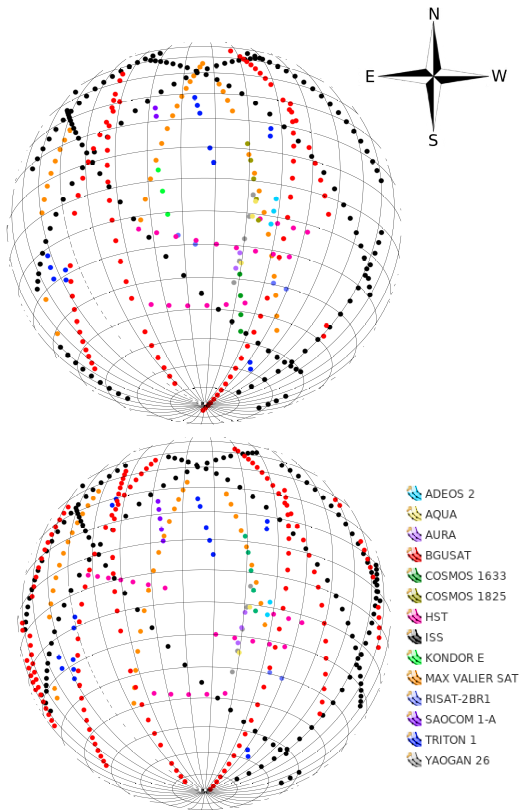 N
E W
S
ADEOS 2
AQUA
AURA
BGUSAT
COSMOS 1633
COSMOS 1825
HST
ISS
KONDOR E
MAX VALIER SAT
RISAT-2BR1
SAOCOM 1-A
TRITON 1
YAOGAN 26